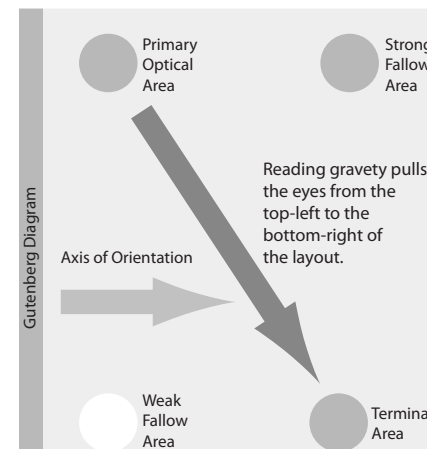 Gutenberg Diagram
Primary
Optical
Area
Strong
Fallow
Area
Reading gravety pulls
the eyes from the
top-left to the
bottom-right of
the layout.
Axis of Orientation
Weak
Fallow
Area
Termina
Area